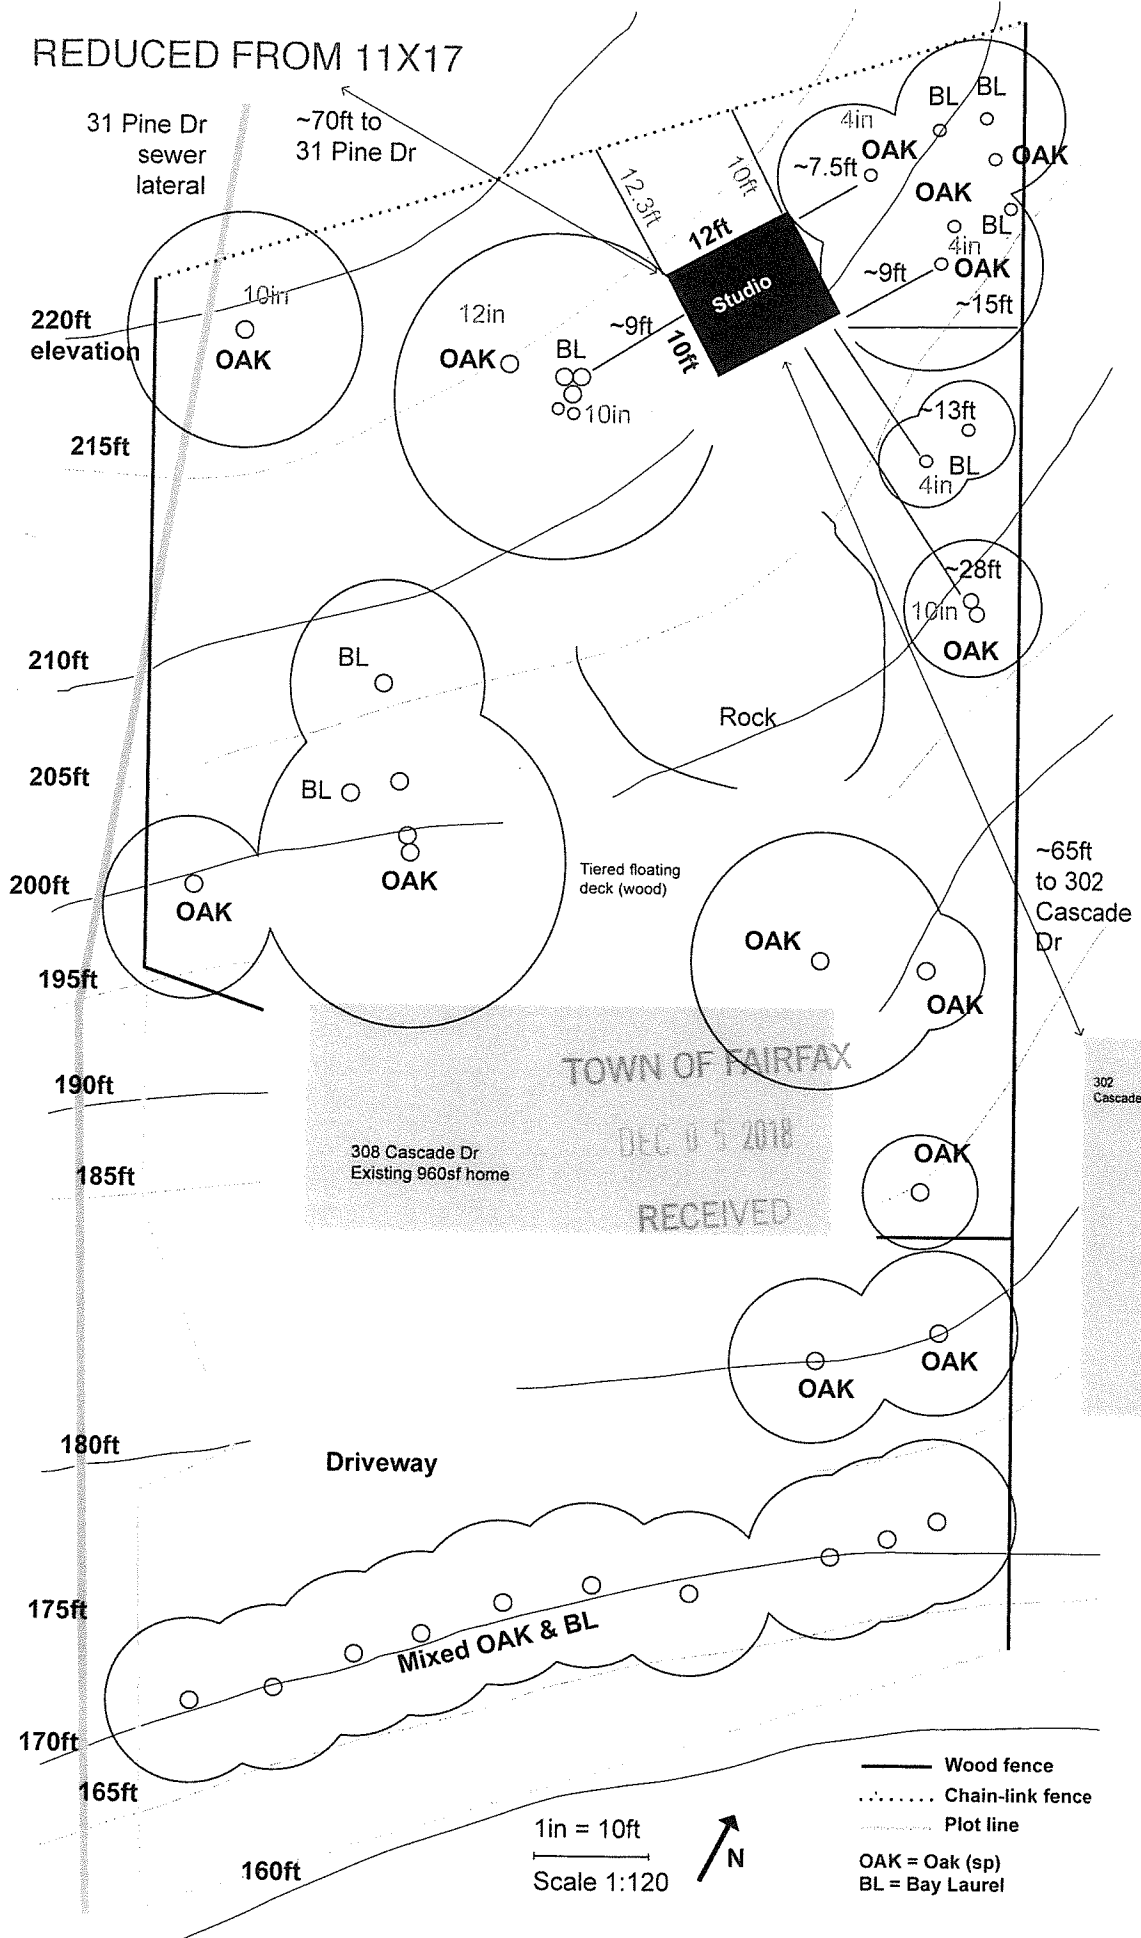 REDUCED FROM 11X17
31 Pine Dr
sewer
lateral
~70ft to
31 Pine Dr
BL
BL
4in
OAK
OAK
~7.5ft
OAK
BL
4in
OAK
~9ft
~15ft
12.3ft
10ft
12ft
Studio
10ft
10in
OAK
220ft
elevation
12in
OAK
BL
~9ft
10in
215ft
~13ft
BL
4in
~28ft
10in
OAK
210ft
BL
Rock
205ft
BL
OAK
200ft
OAK
Tiered floating
deck (wood)
~65ft
to 302
Cascade
Dr
OAK
OAK
195ft
TOWN OF FAIRFAX
DEC 05 2018
RECEIVED
190ft
302
Cascade
308 Cascade Dr
Existing 960sf home
185ft
OAK
OAK
OAK
180ft
Driveway
175ft
Mixed OAK & BL
170ft
165ft
160ft
1in = 10ft
Scale 1:120
N
Wood fence
Chain-link fence
Plot line
OAK = Oak (sp)
BL = Bay Laurel